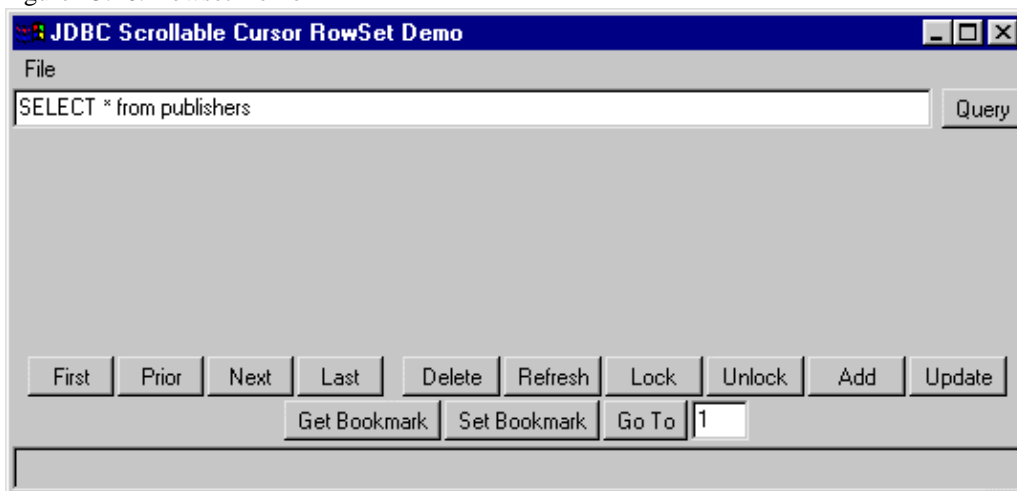 JDBC Scrollable Cursor RowSet Demo
File
SELECT * from publishers
Query
First Prior Next Last Delete Refresh Lock Unlock Add Update
Get Bookmark Set Bookmark Go To 1